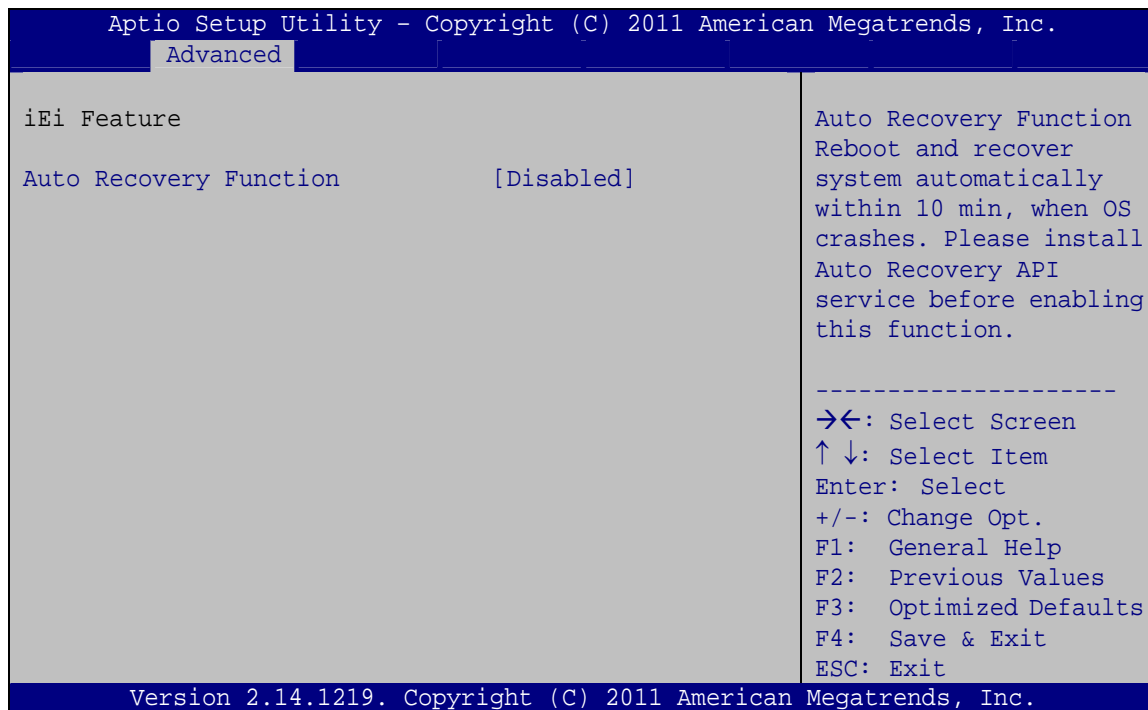 Aptio Setup Utility – Copyright (C) 2011 American Megatrends, Inc.
Advanced
iEi Feature
Auto Recovery Function [Disabled]
Auto Recovery Function
Reboot and recover
system automatically
within 10 min, when OS
crashes. Please install
Auto Recovery API
service before enabling
this function.
---------------------
→←: Select Screen
↑ ↓: Select Item
Enter: Select
+/-: Change Opt.
F1: General Help
F2: Previous Values
F3: Optimized Defaults
F4: Save & Exit
ESC: Exit
Version 2.14.1219. Copyright (C) 2011 American Megatrends, Inc.